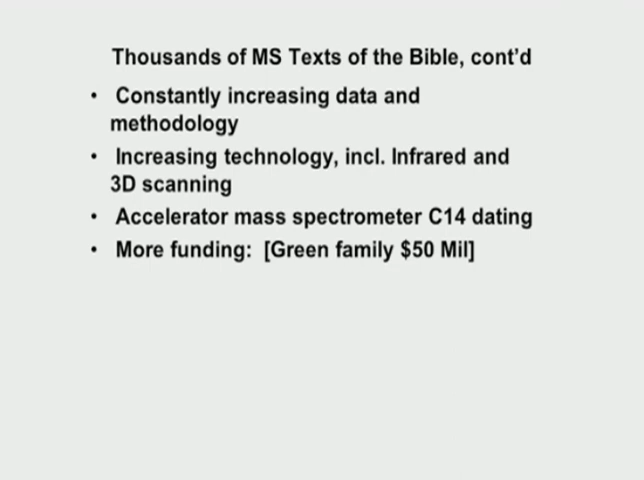 Thousands of MS Texts of the Bible, cont'd
• Constantly increasing data and
methodology
• Increasing technology, incl. Infrared and
3D scanning
• Accelerator mass spectrometer C14 dating
• More funding: [Green family $50 Mil]